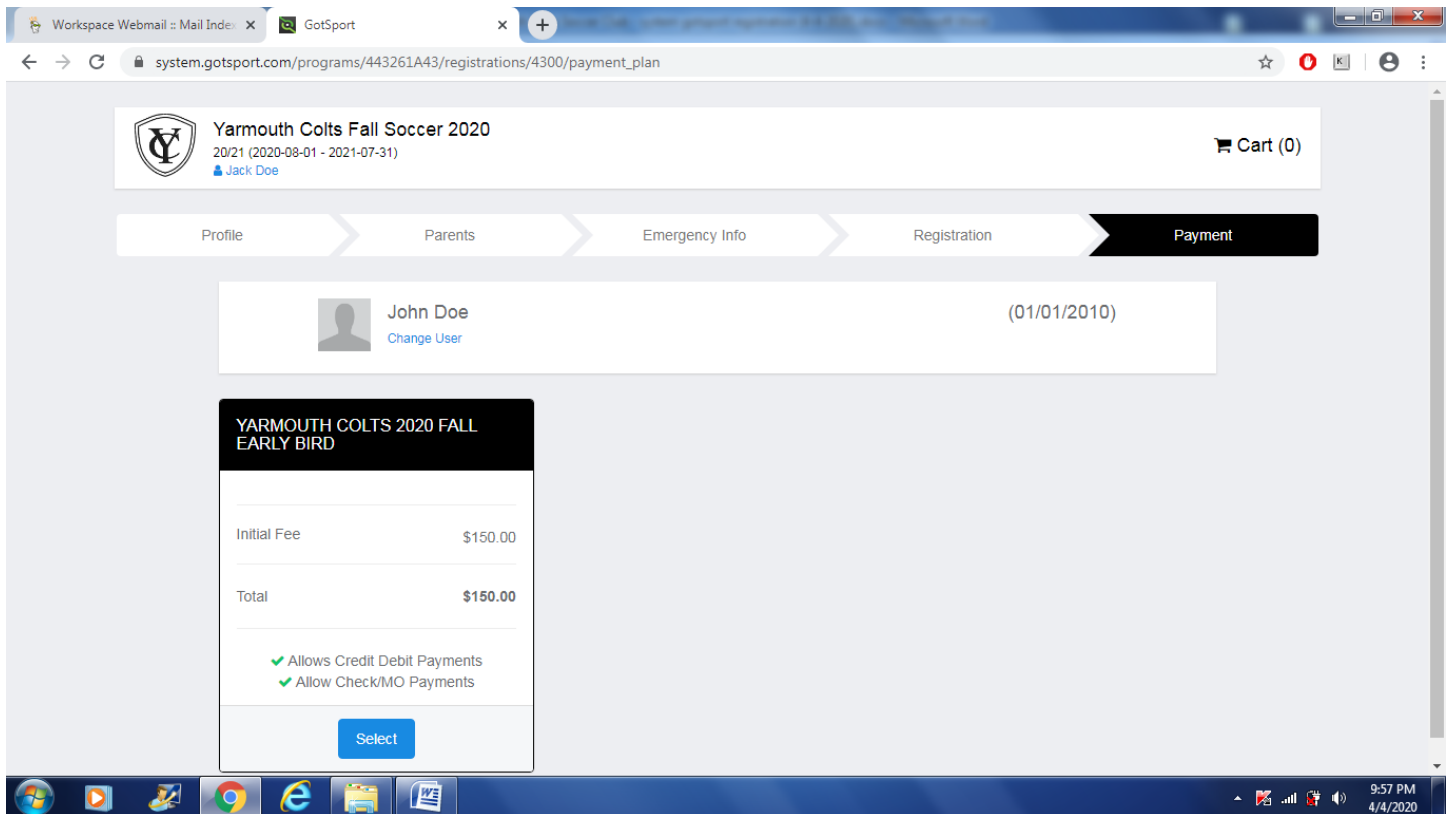 Workspace Webmail :: Mail Index
GotSport
system.gotsport.com/programs/443261A43/registrations/4300/payment_plan
K
YC
Yarmouth Colts Fall Soccer 2020
20/21 (2020-08-01 - 2021-07-31)
Jack Doe
Cart (0)
Profile
Parents
Emergency Info
Registration
Payment
John Doe
(01/01/2010)
Change User
YARMOUTH COLTS 2020 FALL
EARLY BIRD
Initial Fee $150.00
Total $150.00
Allows Credit Debit Payments
Allow Check/MO Payments
Select
9:57 PM
4/4/2020